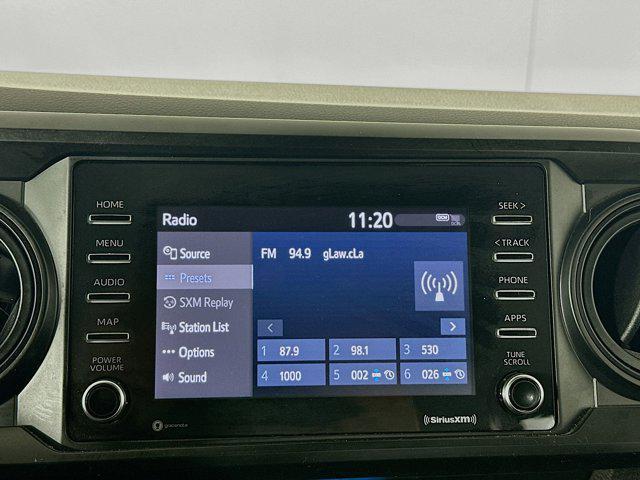 HOME
MENU
AUDIO
MAP
POWER
VOLUME
gracenote
Radio 11:20 DCM
Source
Presets
SXM Replay
Station List
Options
Sound
FM 94.9 gLaw.cLa
< >
1 87.9 2 98.1 3 530
4 1000 5 002 6 026
SEEK >
< TRACK
PHONE
APPS
TUNE
SCROLL
SiriusXM